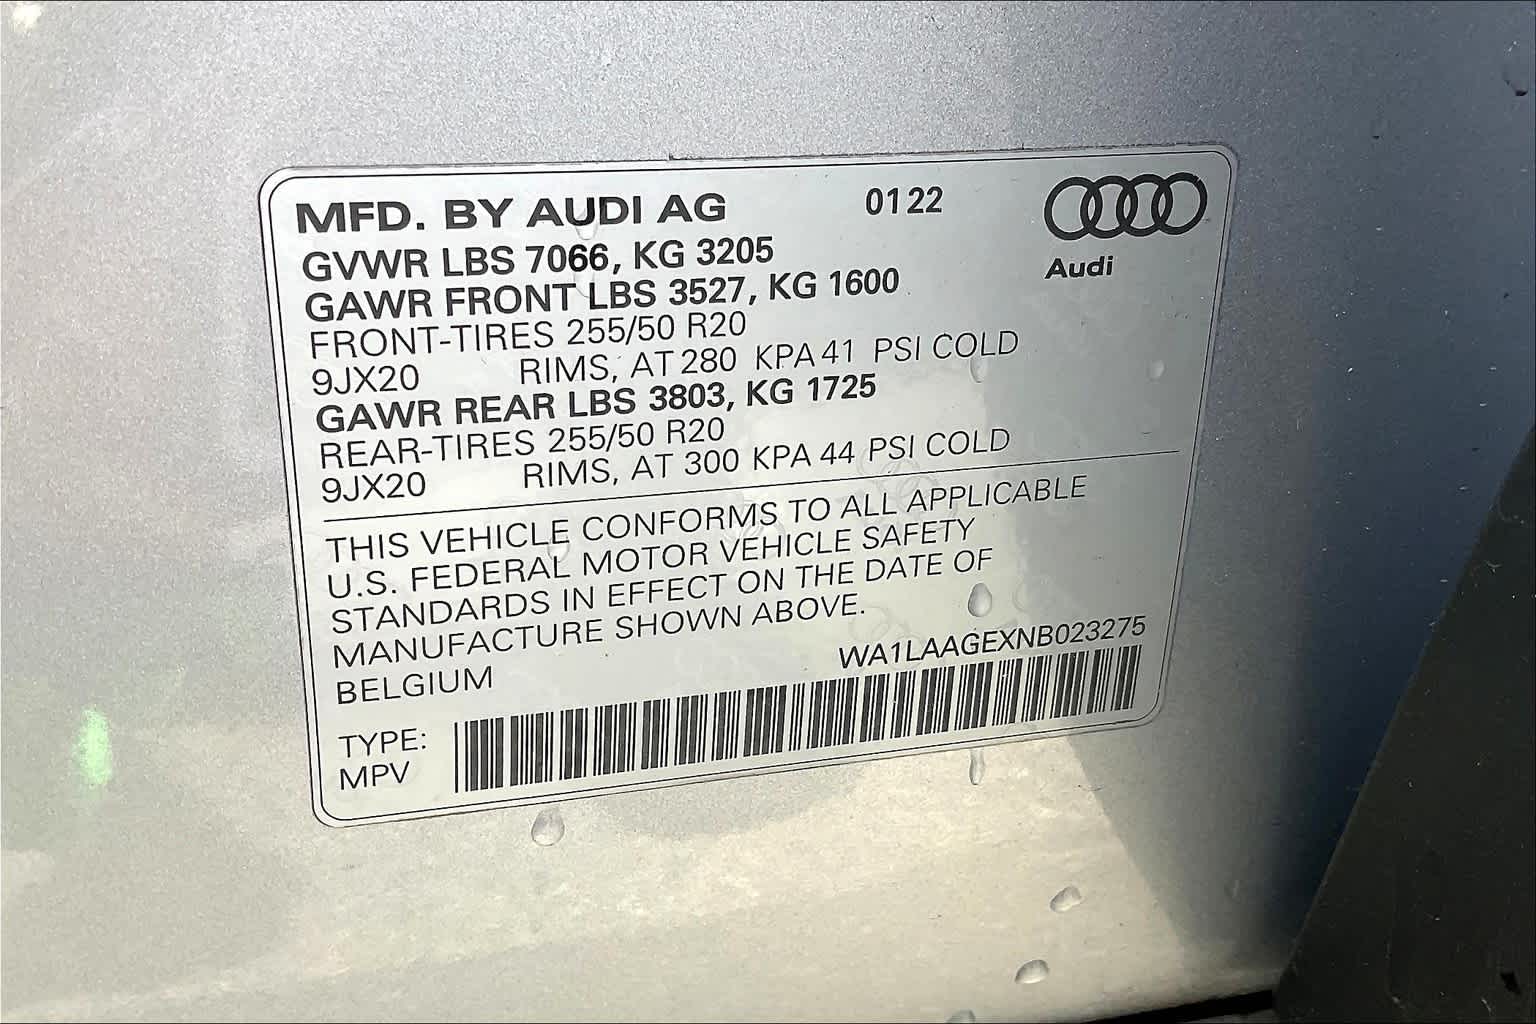 MFD. BY AUDI AG 0122
Audi
GVWR LBS 7066, KG 3205
GAWR FRONT LBS 3527, KG 1600
FRONT-TIRES 255/50 R20
9JX20 RIMS, AT 280 KPA 41 PSI COLD
GAWR REAR LBS 3803, KG 1725
REAR-TIRES 255/50 R20
9JX20 RIMS, AT 300 KPA 44 PSI COLD
THIS VEHICLE CONFORMS TO ALL APPLICABLE
U.S. FEDERAL MOTOR VEHICLE SAFETY
STANDARDS IN EFFECT ON THE DATE OF
MANUFACTURE SHOWN ABOVE.
BELGIUM WA1LAAGEXNB023275
TYPE:
MPV